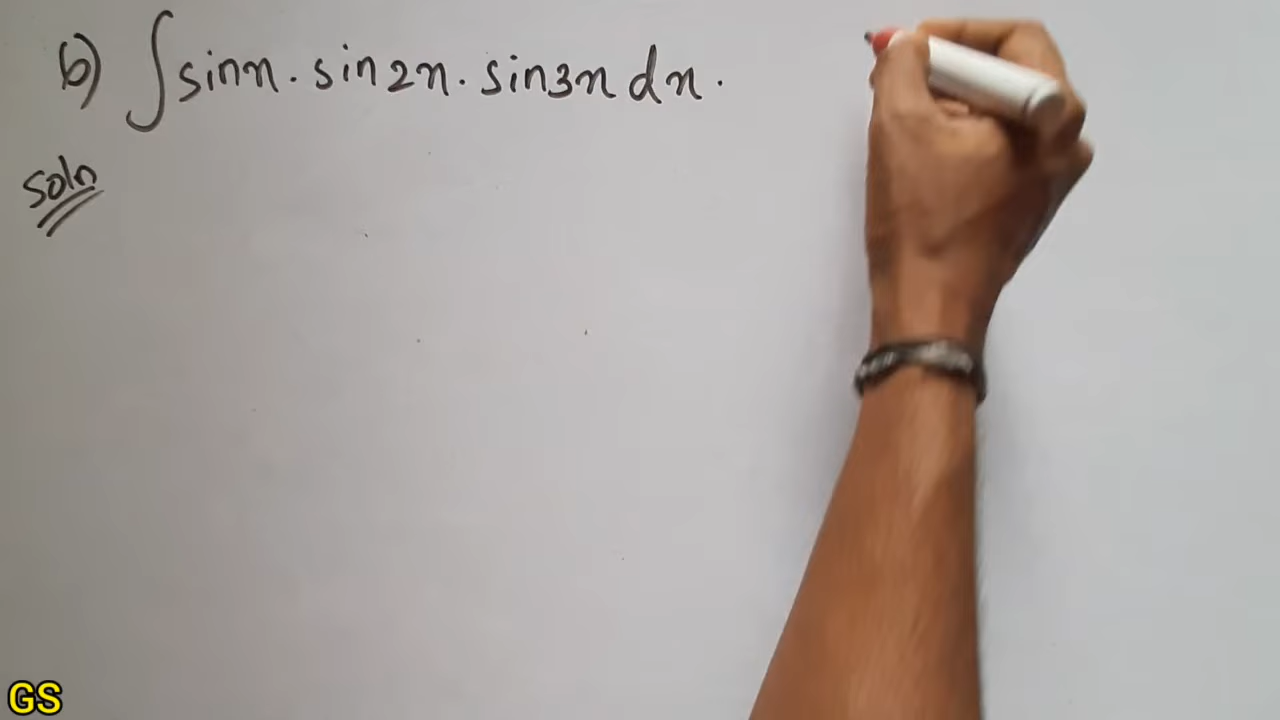 b) ∫ sinx . sin2x . sin3x dx .
Soln
GS